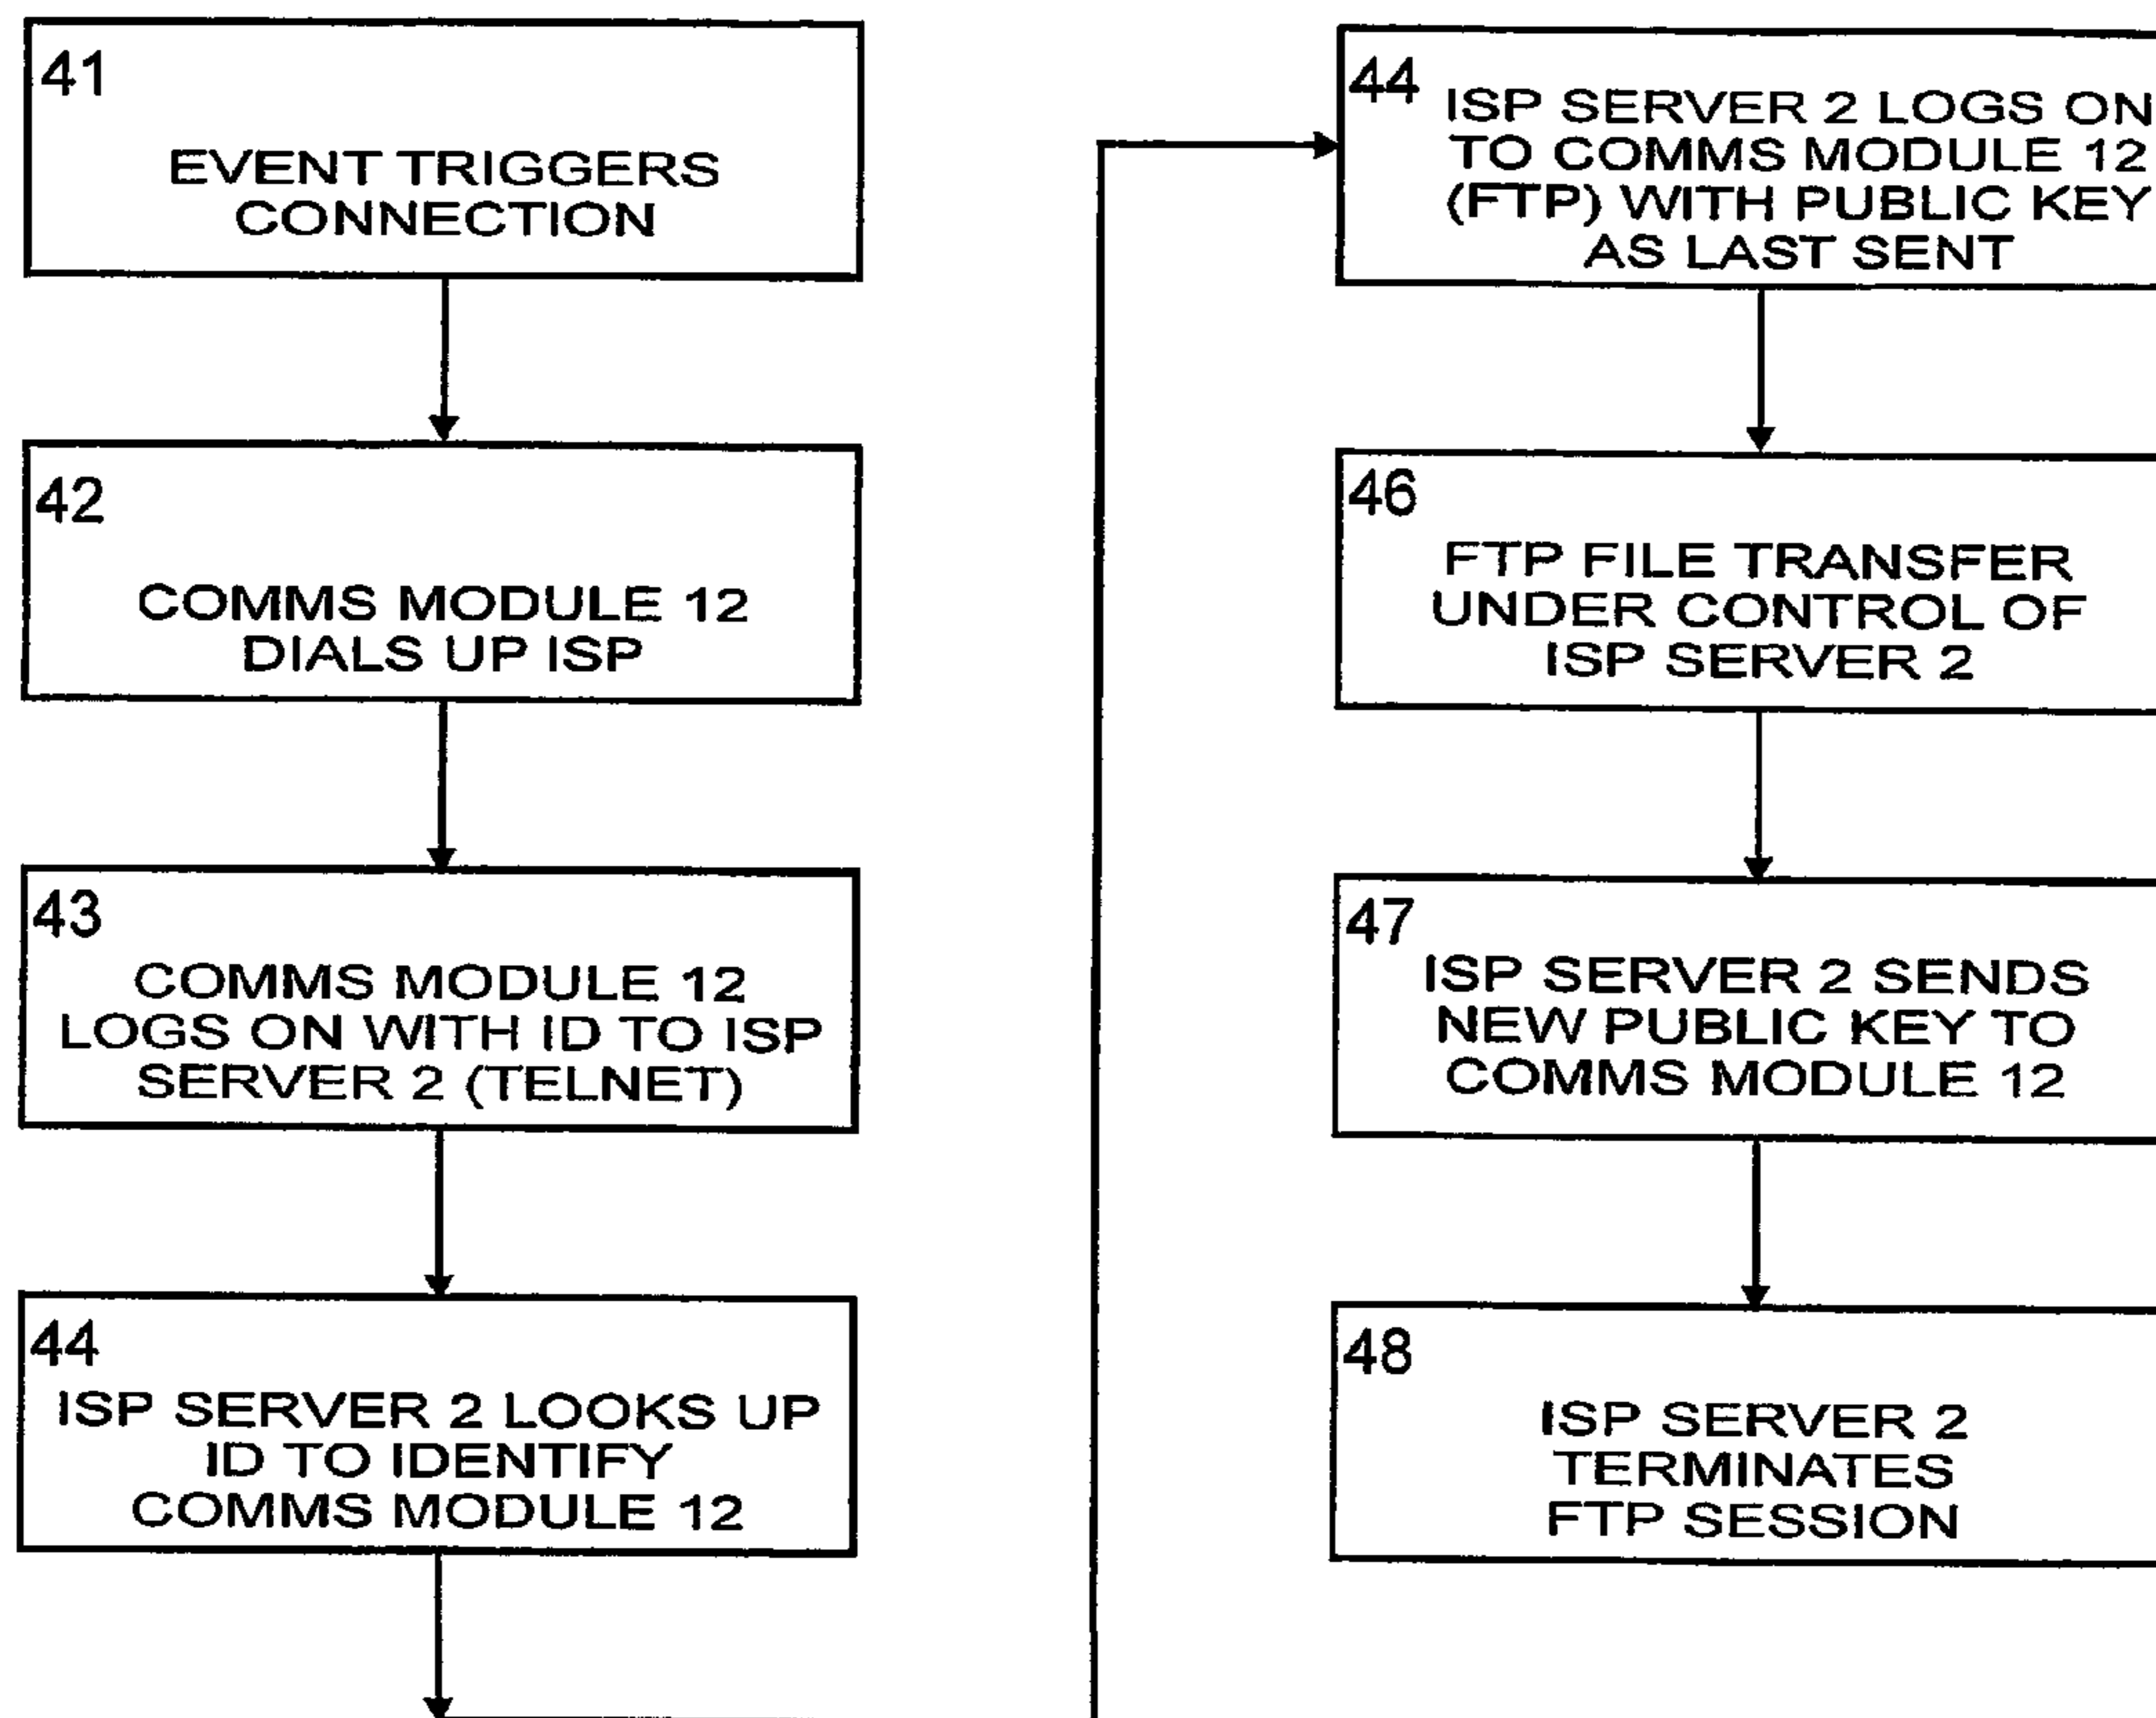 41
EVENT TRIGGERS
CONNECTION
42
COMMS MODULE 12
DIALS UP ISP
43
COMMS MODULE 12
LOGS ON WITH ID TO ISP
SERVER 2 (TELNET)
44
ISP SERVER 2 LOOKS UP
ID TO IDENTIFY
COMMS MODULE 12
44
ISP SERVER 2 LOGS ON
TO COMMS MODULE 12
(FTP) WITH PUBLIC KEY
AS LAST SENT
46
FTP FILE TRANSFER
UNDER CONTROL OF
ISP SERVER 2
47
ISP SERVER 2 SENDS
NEW PUBLIC KEY TO
COMMS MODULE 12
48
ISP SERVER 2
TERMINATES
FTP SESSION